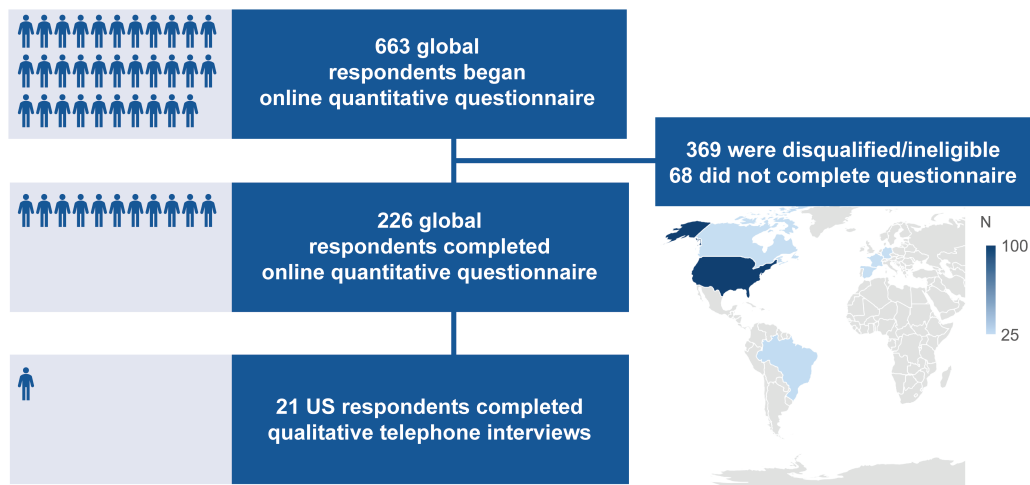 663 global
respondents began
online quantitative questionnaire
369 were disqualified/ineligible
68 did not complete questionnaire
226 global
respondents completed
online quantitative questionnaire
N
100
25
21 US respondents completed
qualitative telephone interviews